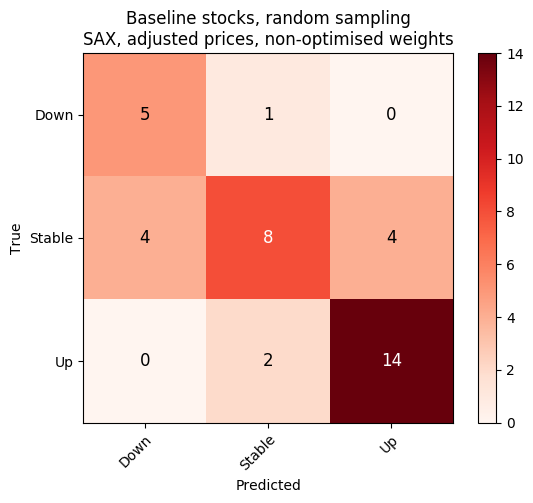 Baseline stocks, random sampling
SAX, adjusted prices, non-optimised weights
Down 5 1 0
Stable 4 8 4
Up 0 2 14
Down Stable Up
True
Predicted
14
12
10
8
6
4
2
0